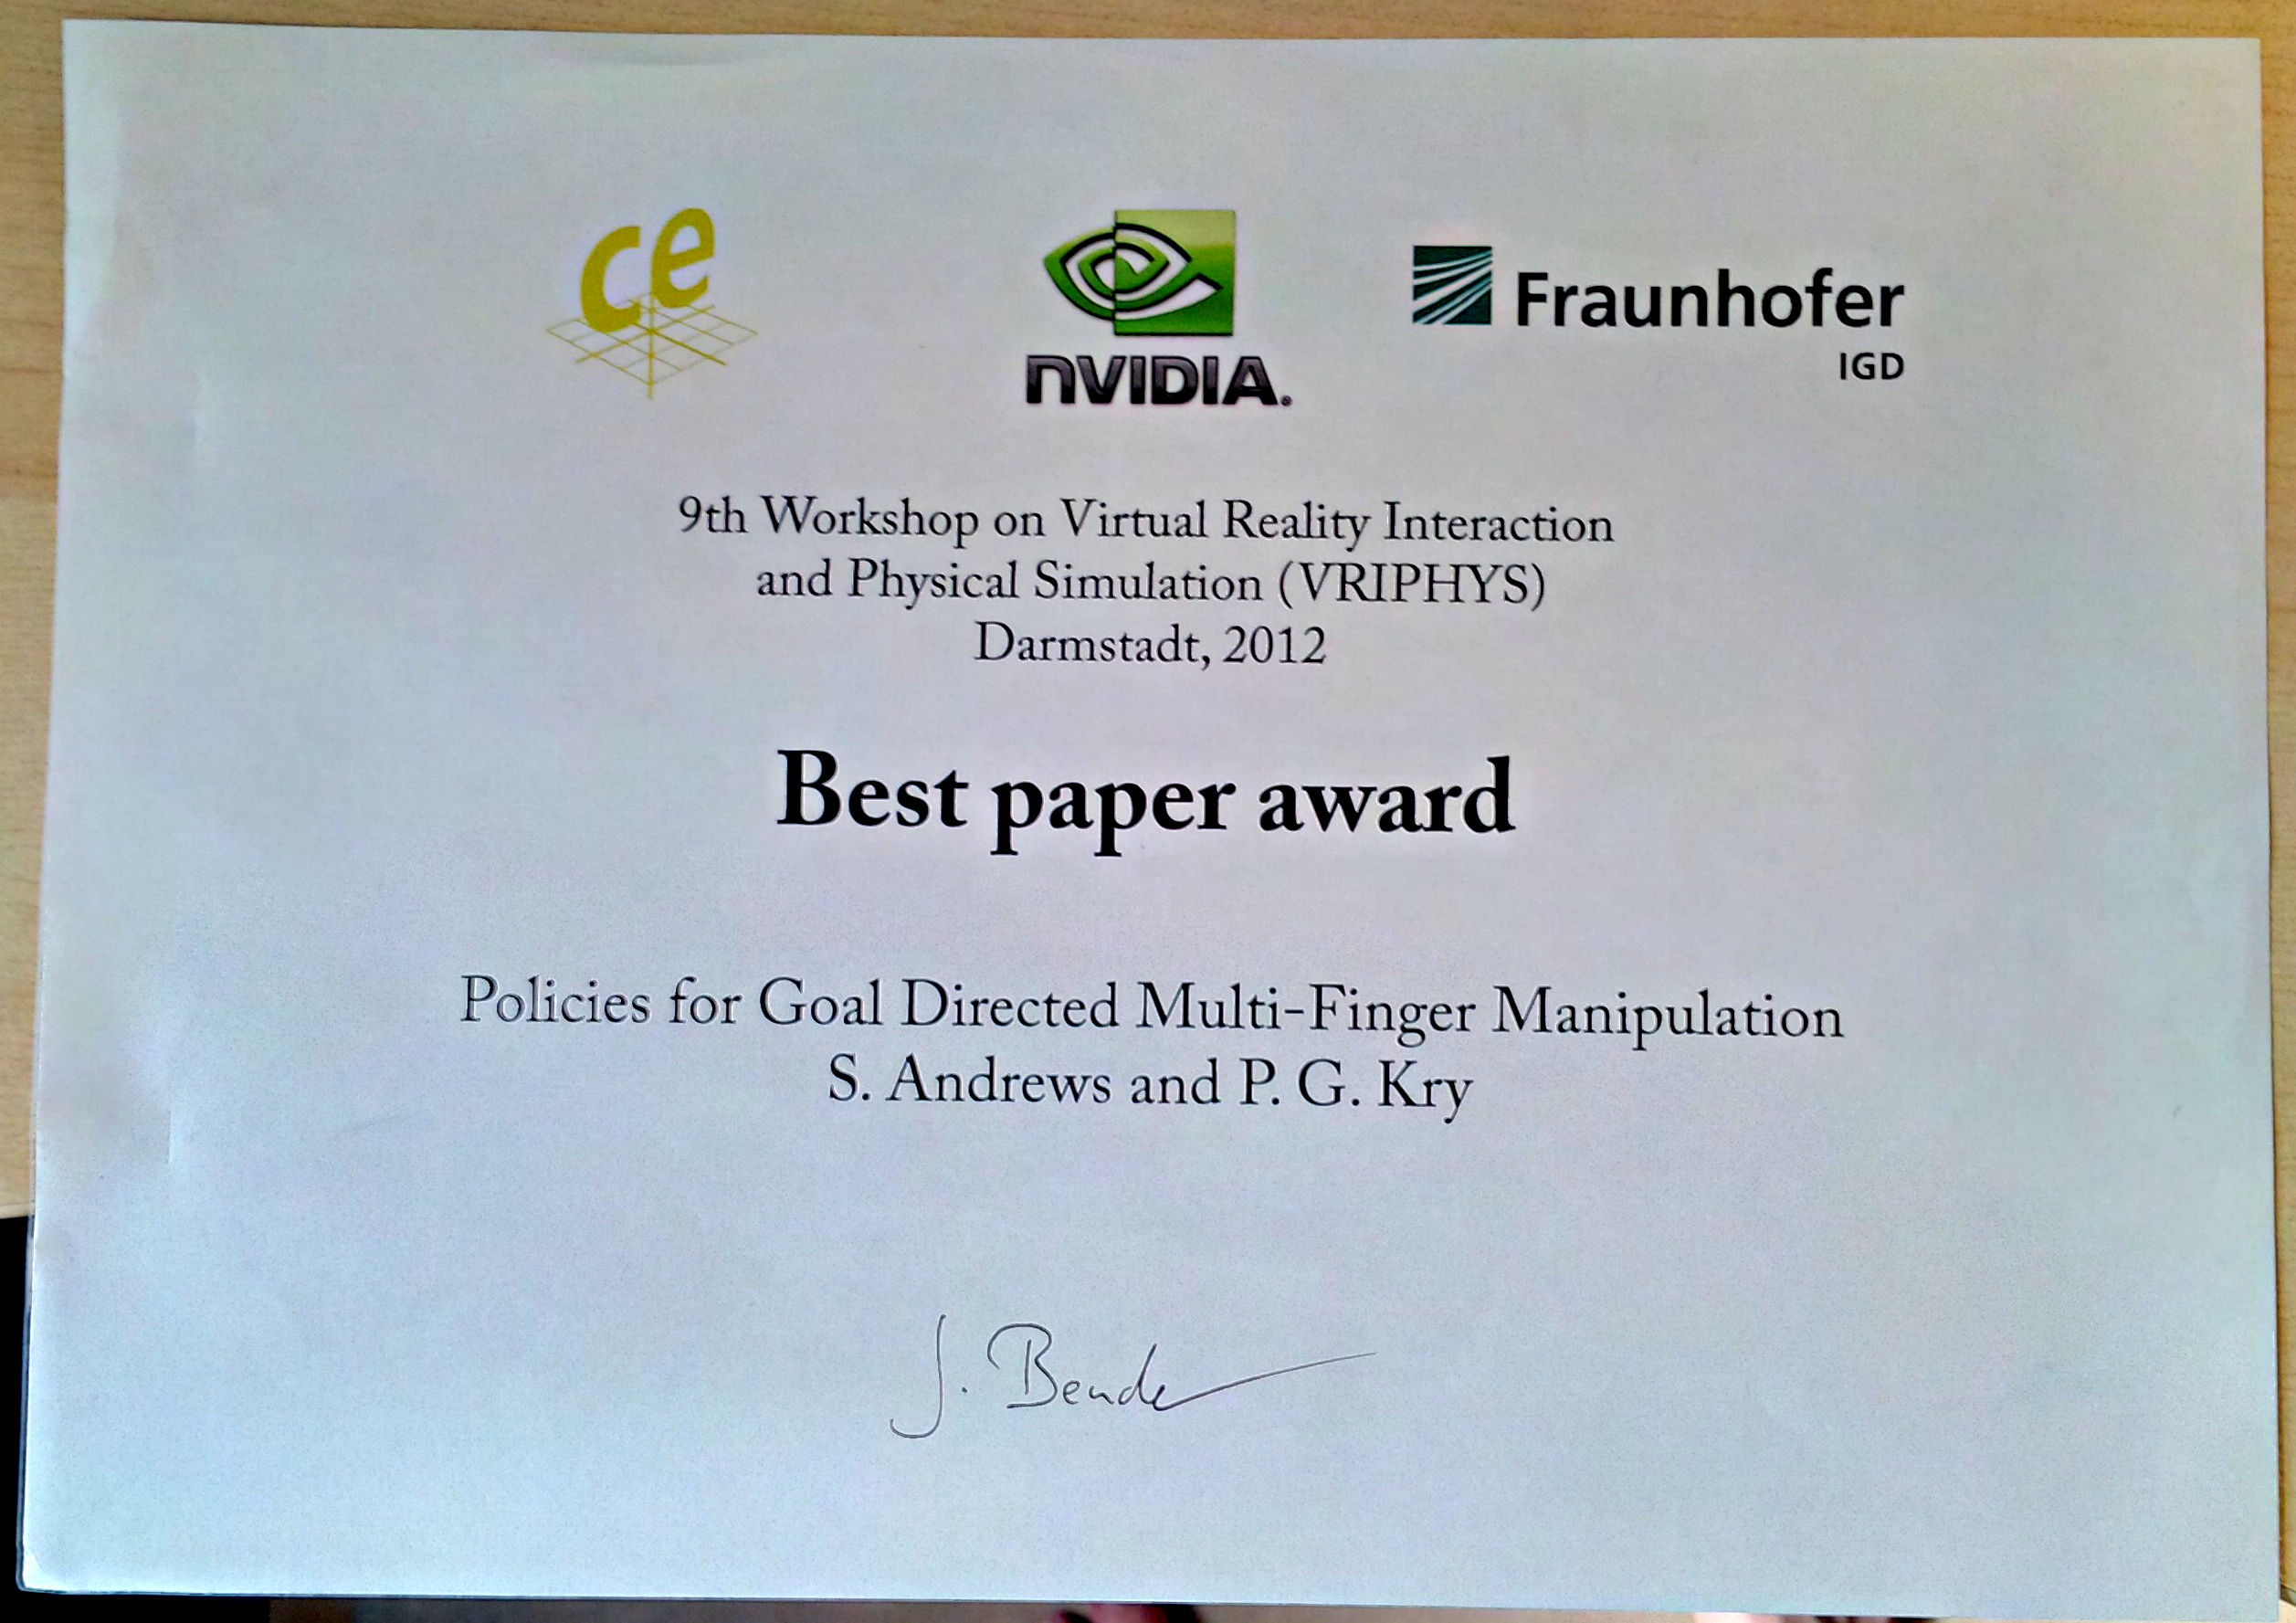 ce
NVIDIA.
Fraunhofer
IGD
9th Workshop on Virtual Reality Interaction
and Physical Simulation (VRIPHYS)
Darmstadt, 2012
Best paper award
Policies for Goal Directed Multi-Finger Manipulation
S. Andrews and P. G. Kry
J. Bender